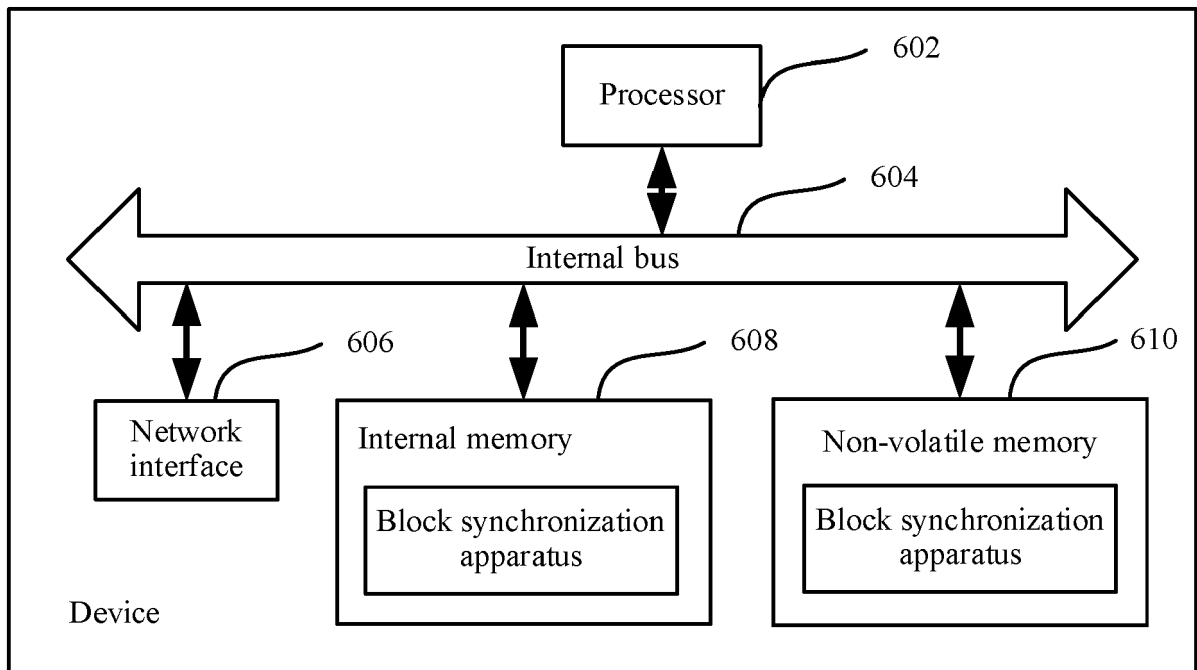 602
Processor
604
Internal bus
606
608
610
Network
interface
Internal memory
Non-volatile memory
Block synchronization
apparatus
Block synchronization
apparatus
Device